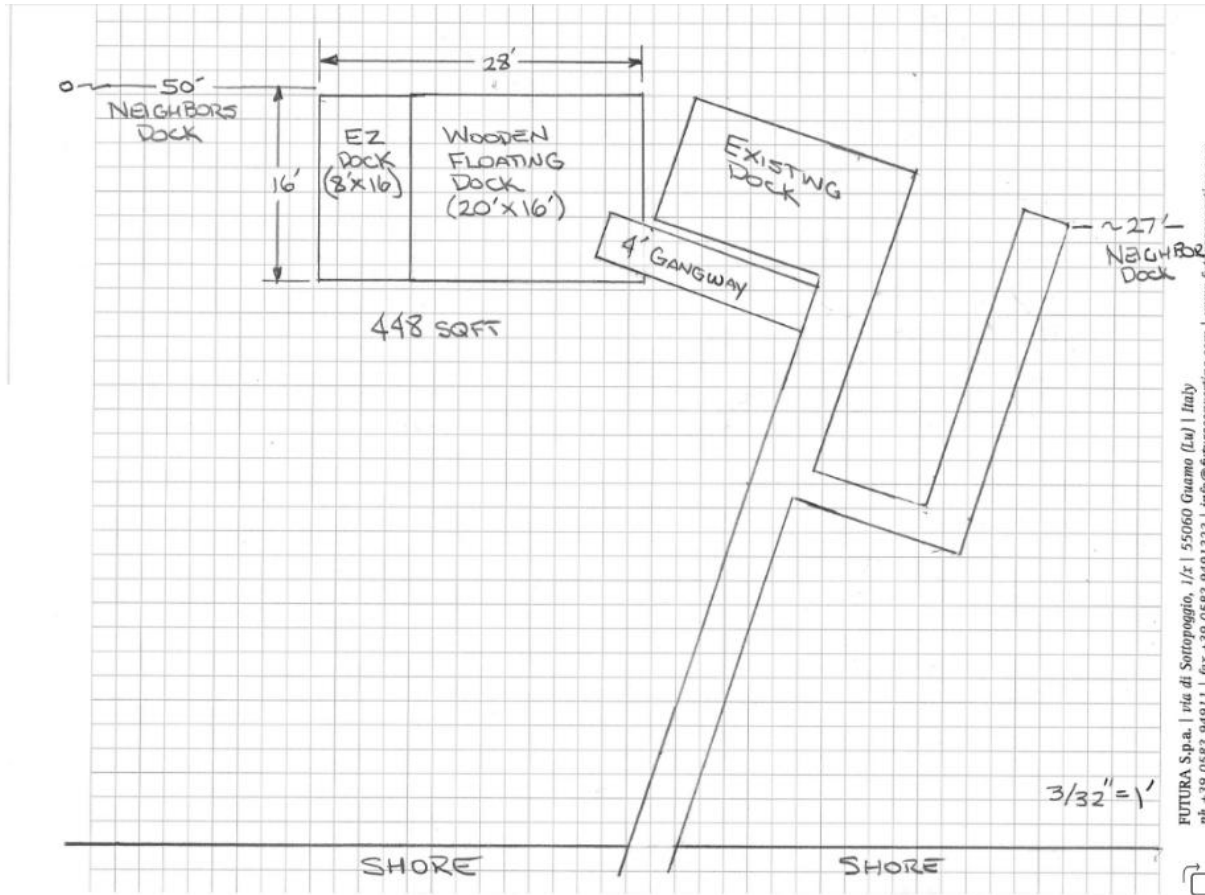 28'
50'
NEIGHBORS
DOCK
16'
EZ
DOCK
(8'X16)
WOODEN
FLOATING
DOCK
(20'X16')
EXISTING
DOCK
4' GANGWAY
~27'
NEIGHBOR
DOCK
448 SQFT
3/32"=1'
SHORE
SHORE
FUTURA S.p.a. | via di Sottopoggio, 1/x | 55060 Guamo (Lu) | Italy